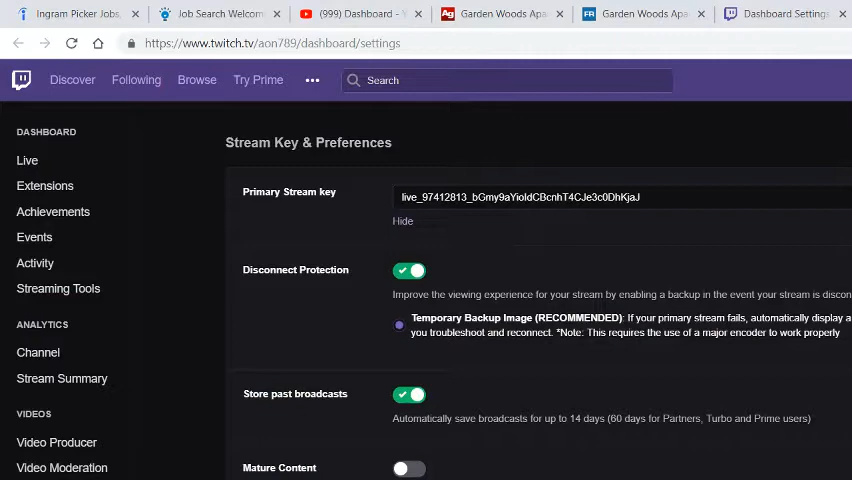 Ingram Picker Jobs,
Job Search Welcom
(999) Dashboard - Y
Ag
Garden Woods Apa
FR
Garden Woods Apa
Dashboard Settings
https://www.twitch.tv/aon789/dashboard/settings
Discover
Following
Browse
Try Prime
•••
Search
DASHBOARD
Live
Extensions
Achievements
Events
Activity
Streaming Tools
ANALYTICS
Channel
Stream Summary
VIDEOS
Video Producer
Video Moderation
Stream Key & Preferences
Primary Stream key
live_97412813_bGmy9aYioIdCBcnhT4CJe3c0DhKjaJ
Hide
Disconnect Protection
Improve the viewing experience for your stream by enabling a backup in the event your stream is discon
Temporary Backup Image (RECOMMENDED): If your primary stream fails, automatically display a
you troubleshoot and reconnect. *Note: This requires the use of a major encoder to work properly
Store past broadcasts
Automatically save broadcasts for up to 14 days (60 days for Partners, Turbo and Prime users)
Mature Content